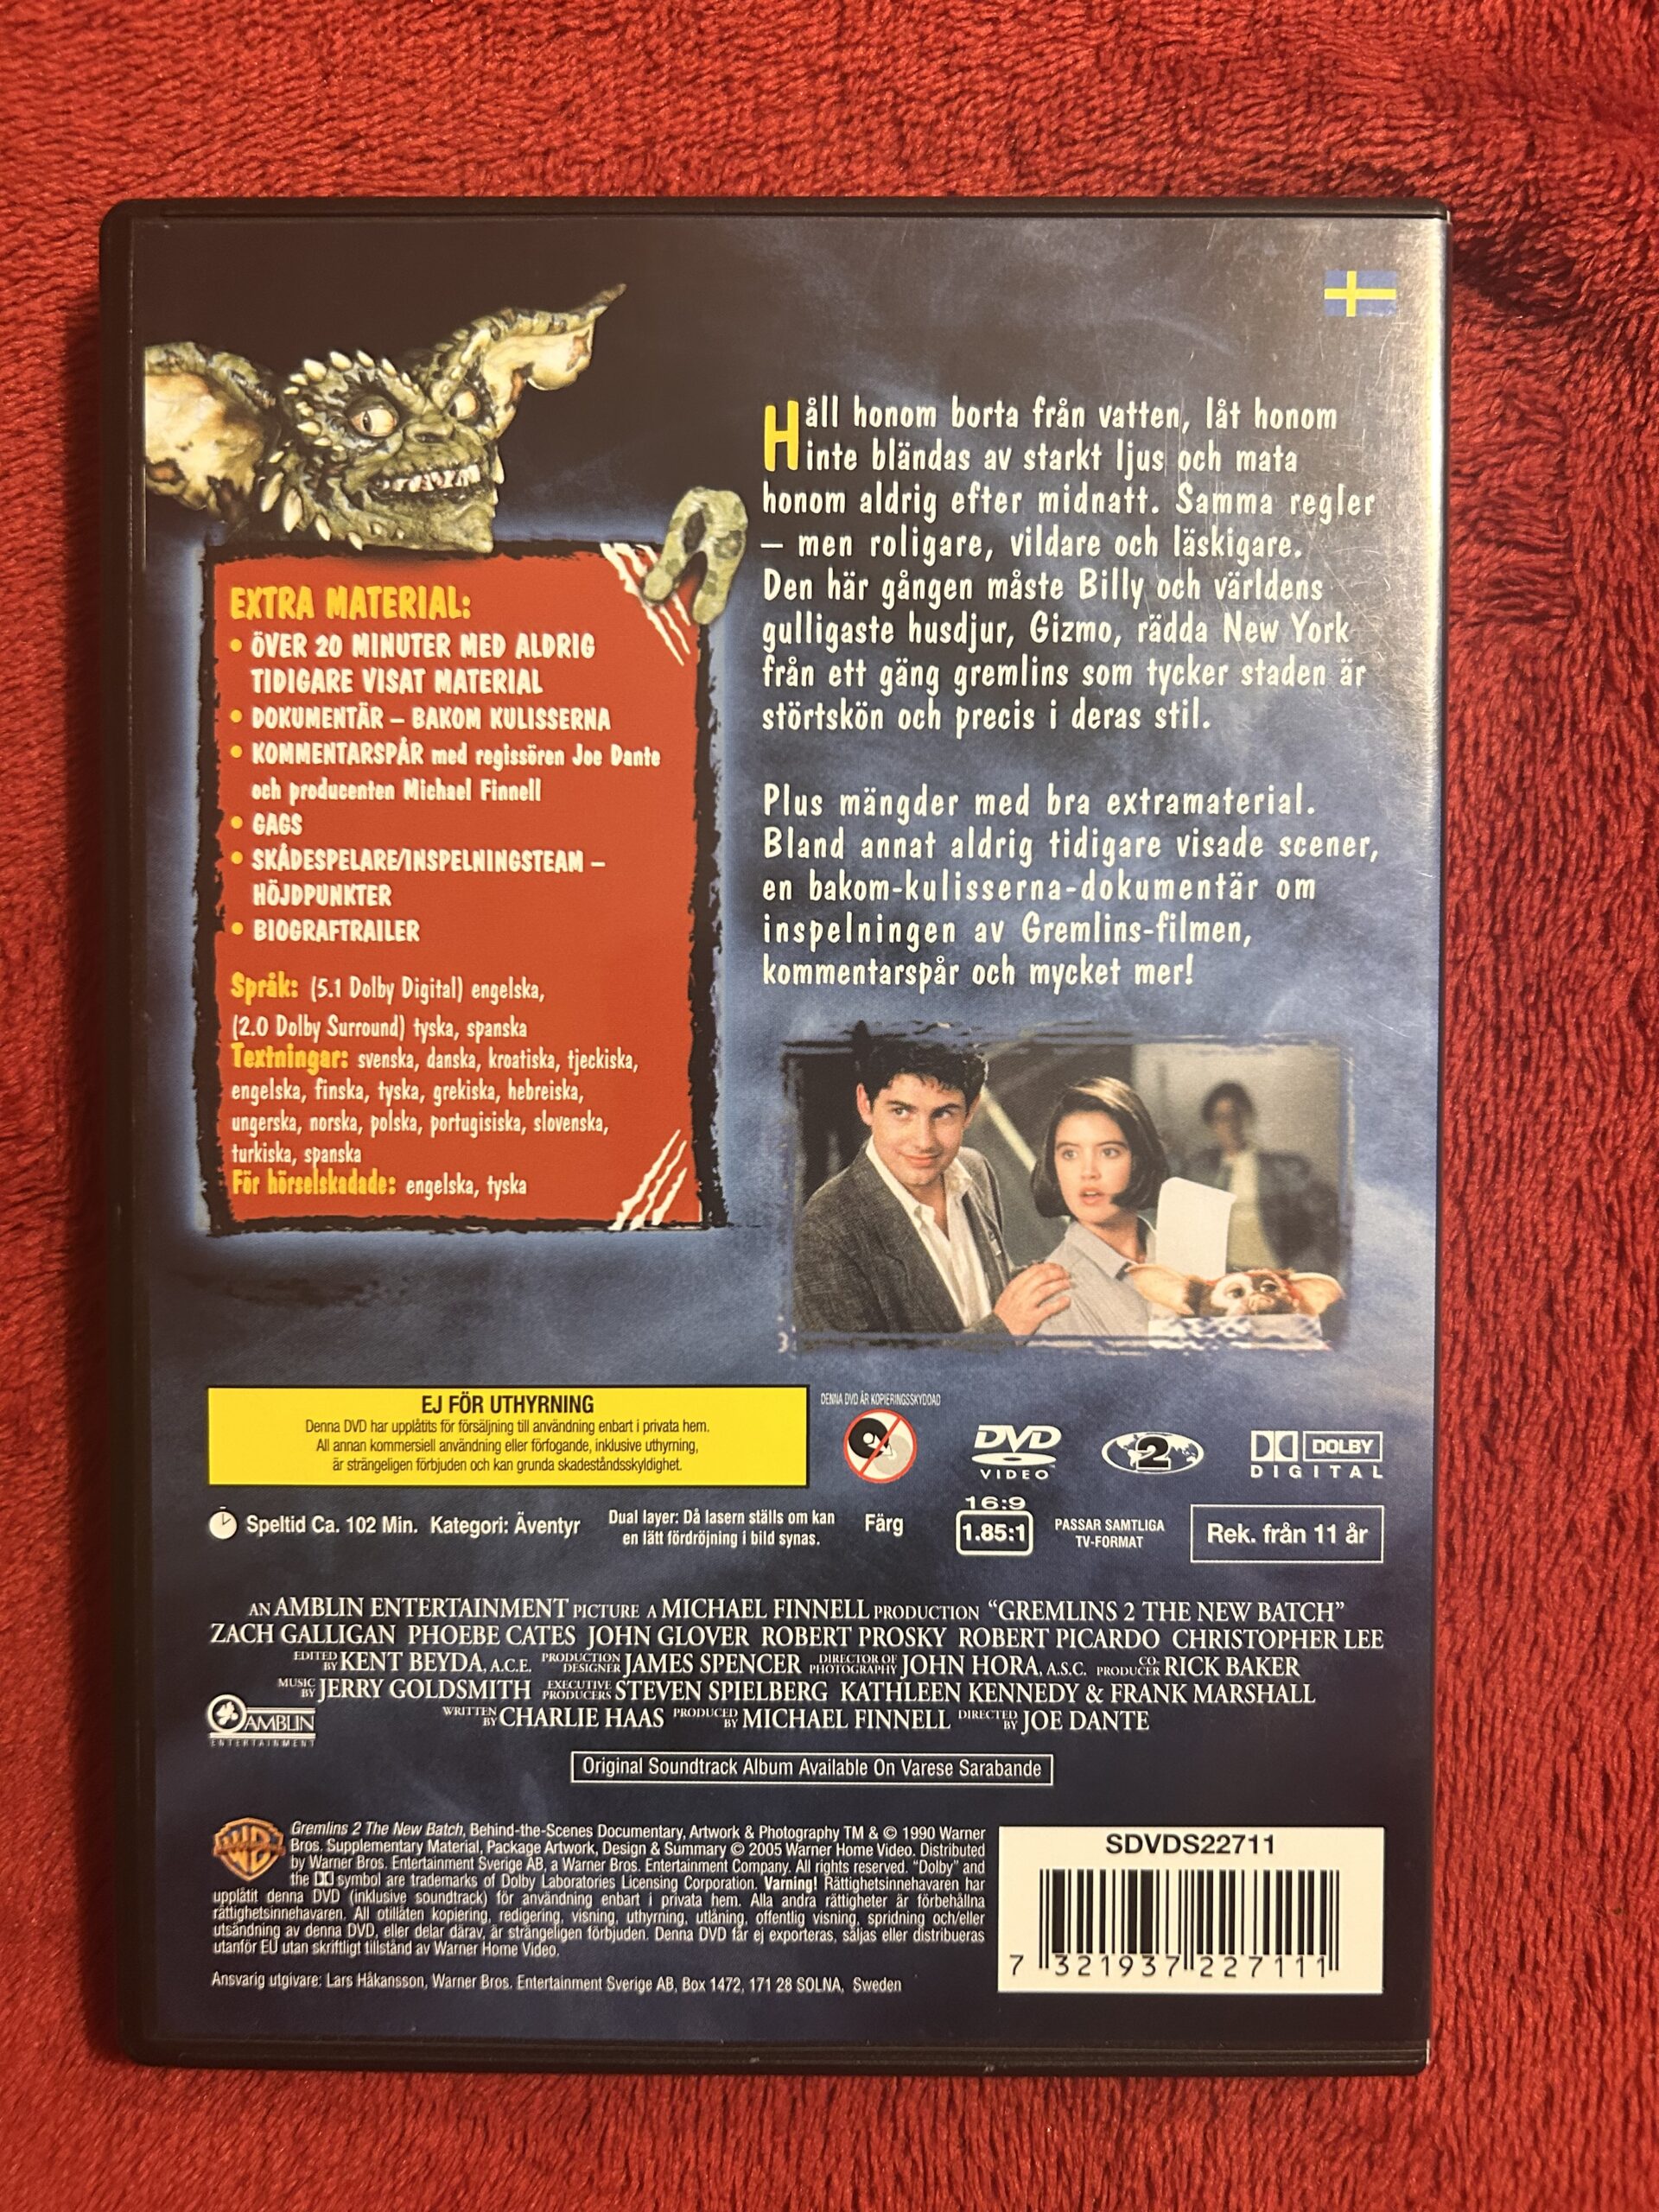 Håll honom borta från vatten, låt honom
inte bländas av starkt ljus och mata
honom aldrig efter midnatt. Samma regler
– men roligare, vildare och läskigare.
Den här gången måste Billy och världens
gulligaste husdjur, Gizmo, rädda New York
från ett gäng gremlins som tycker staden är
störtskön och precis i deras stil.
Plus mängder med bra extramaterial.
Bland annat aldrig tidigare visade scener,
en bakom-kulisserna-dokumentär om
inspelningen av Gremlins-filmen,
kommentarspår och mycket mer!
EXTRA MATERIAL:
• ÖVER 20 MINUTER MED ALDRIG
TIDIGARE VISAT MATERIAL
• DOKUMENTÄR – BAKOM KULISSERNA
• KOMMENTARSPÅR med regissören Joe Dante
och producenten Michael Finnell
• GAGS
• SKÅDESPELARE/INSPELNINGSTEAM –
HÖJDPUNKTER
• BIOGRAFTRAILER
Språk: (5.1 Dolby Digital) engelska,
(2.0 Dolby Surround) tyska, spanska
Textningar: svenska, danska, kroatiska, tjeckiska,
engelska, finska, tyska, grekiska, hebreiska,
ungerska, norska, polska, portugisiska, slovenska,
turkiska, spanska
För hörselskadade: engelska, tyska
EJ FÖR UTHYRNING
Denna DVD har upplåtits för försäljning till användning enbart i privata hem.
All annan kommersiell användning eller förfogande, inklusive uthyrning,
är strängeligen förbjuden och kan grunda skadeståndsskyldighet.
DENNA DVD ÄR KOPIERINGSSKYDDAD
DVD
VIDEO
2
DOLBY
DIGITAL
Speltid Ca. 102 Min. Kategori: Äventyr
Dual layer: Då lasern ställs om kan
en lätt fördröjning i bild synas.
Färg
16:9
1.85:1
PASSAR SAMTLIGA
TV-FORMAT
Rek. från 11 år
AN AMBLIN ENTERTAINMENT PICTURE A MICHAEL FINNELL PRODUCTION “GREMLINS 2 THE NEW BATCH”
ZACH GALLIGAN PHOEBE CATES JOHN GLOVER ROBERT PROSKY ROBERT PICARDO CHRISTOPHER LEE
EDITED BY KENT BEYDA, A.C.E. PRODUCTION DESIGNER JAMES SPENCER DIRECTOR OF PHOTOGRAPHY JOHN HORA, A.S.C. CO-PRODUCER RICK BAKER
MUSIC BY JERRY GOLDSMITH EXECUTIVE PRODUCERS STEVEN SPIELBERG KATHLEEN KENNEDY & FRANK MARSHALL
WRITTEN BY CHARLIE HAAS PRODUCED BY MICHAEL FINNELL DIRECTED BY JOE DANTE
AMBLIN
ENTERTAINMENT
Original Soundtrack Album Available On Varese Sarabande
WB
Gremlins 2 The New Batch, Behind-the-Scenes Documentary, Artwork & Photography TM & © 1990 Warner
Bros. Supplementary Material, Package Artwork, Design & Summary © 2005 Warner Home Video. Distributed
by Warner Bros. Entertainment Sverige AB, a Warner Bros. Entertainment Company. All rights reserved. “Dolby” and
the symbol are trademarks of Dolby Laboratories Licensing Corporation. Varning! Rättighetsinnehavaren har
upplåtit denna DVD (inklusive soundtrack) för användning enbart i privata hem. Alla andra rättigheter är förbehållna
rättighetsinnehavaren. All otillåten kopiering, redigering, visning, uthyrning, utlåning, offentlig visning, spridning och/eller
utsändning av denna DVD, eller delar därav, är strängeligen förbjuden. Denna DVD får ej exporteras, säljas eller distribueras
utanför EU utan skriftligt tillstånd av Warner Home Video.
Ansvarig utgivare: Lars Håkansson, Warner Bros. Entertainment Sverige AB, Box 1472, 171 28 SOLNA, Sweden
SDVDS22711
7 321937 227111